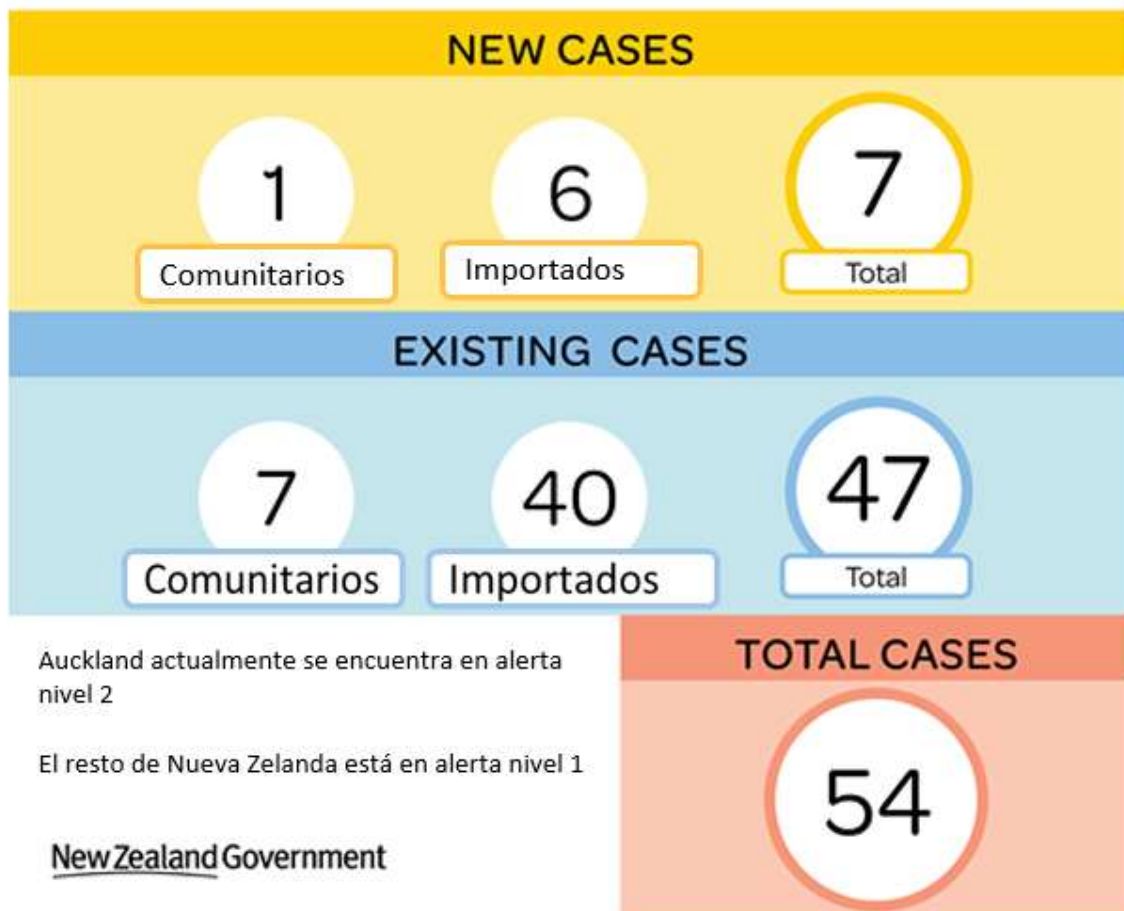 NEW CASES
1
6
7
Comunitarios
Importados
Total
EXISTING CASES
7
40
47
Comunitarios
Importados
Total
Auckland actualmente se encuentra en alerta
nivel 2
El resto de Nueva Zelanda está en alerta nivel 1
New Zealand Government
TOTAL CASES
54